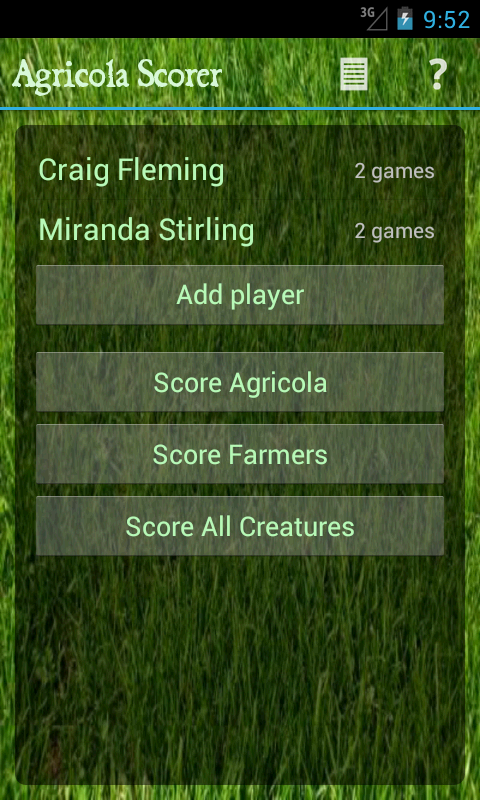 3G 9:52
Agricola Scorer ?
Craig Fleming 2 games
Miranda Stirling 2 games
Add player
Score Agricola
Score Farmers
Score All Creatures